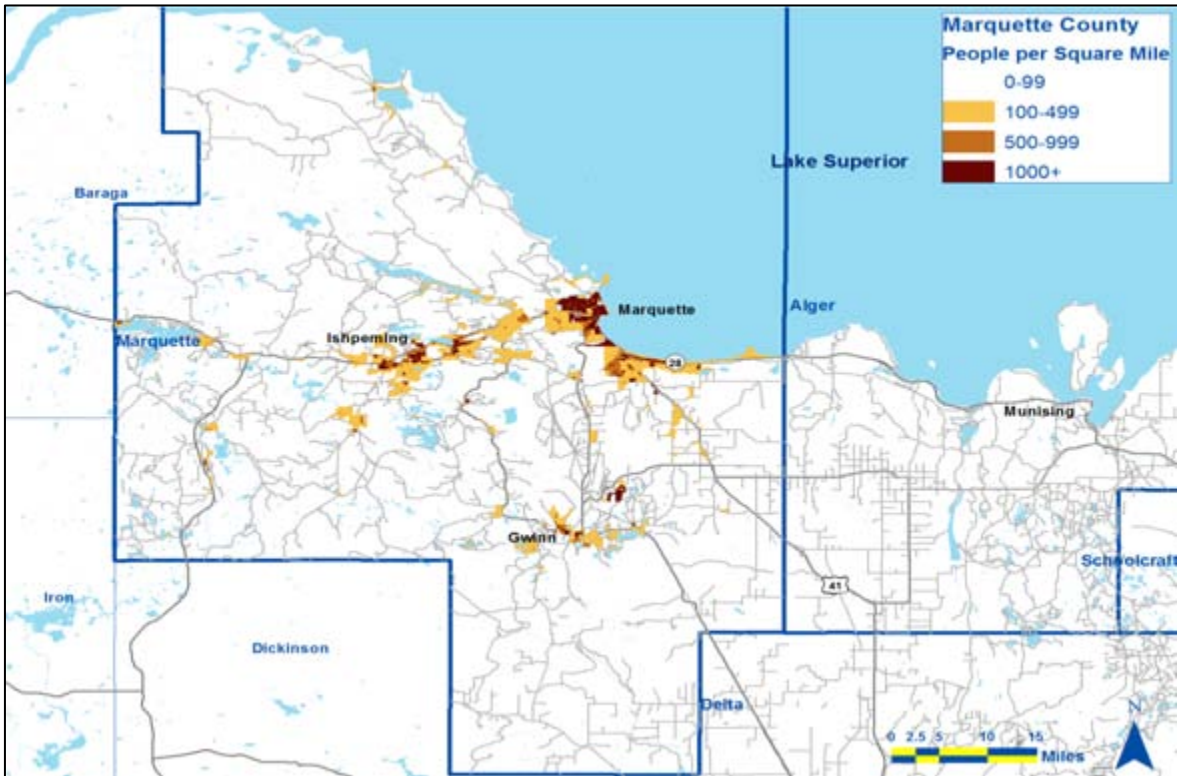 Marquette County
People per Square Mile
0-99
100-499
500-999
1000+
Lake Superior
Baraga
Alger
Marquette
Marquette
Ishpeming
28
Munising
Gwinn
Schoolcraft
41
Iron
Dickinson
Delta
N
0 2.5 5 10 15
Miles